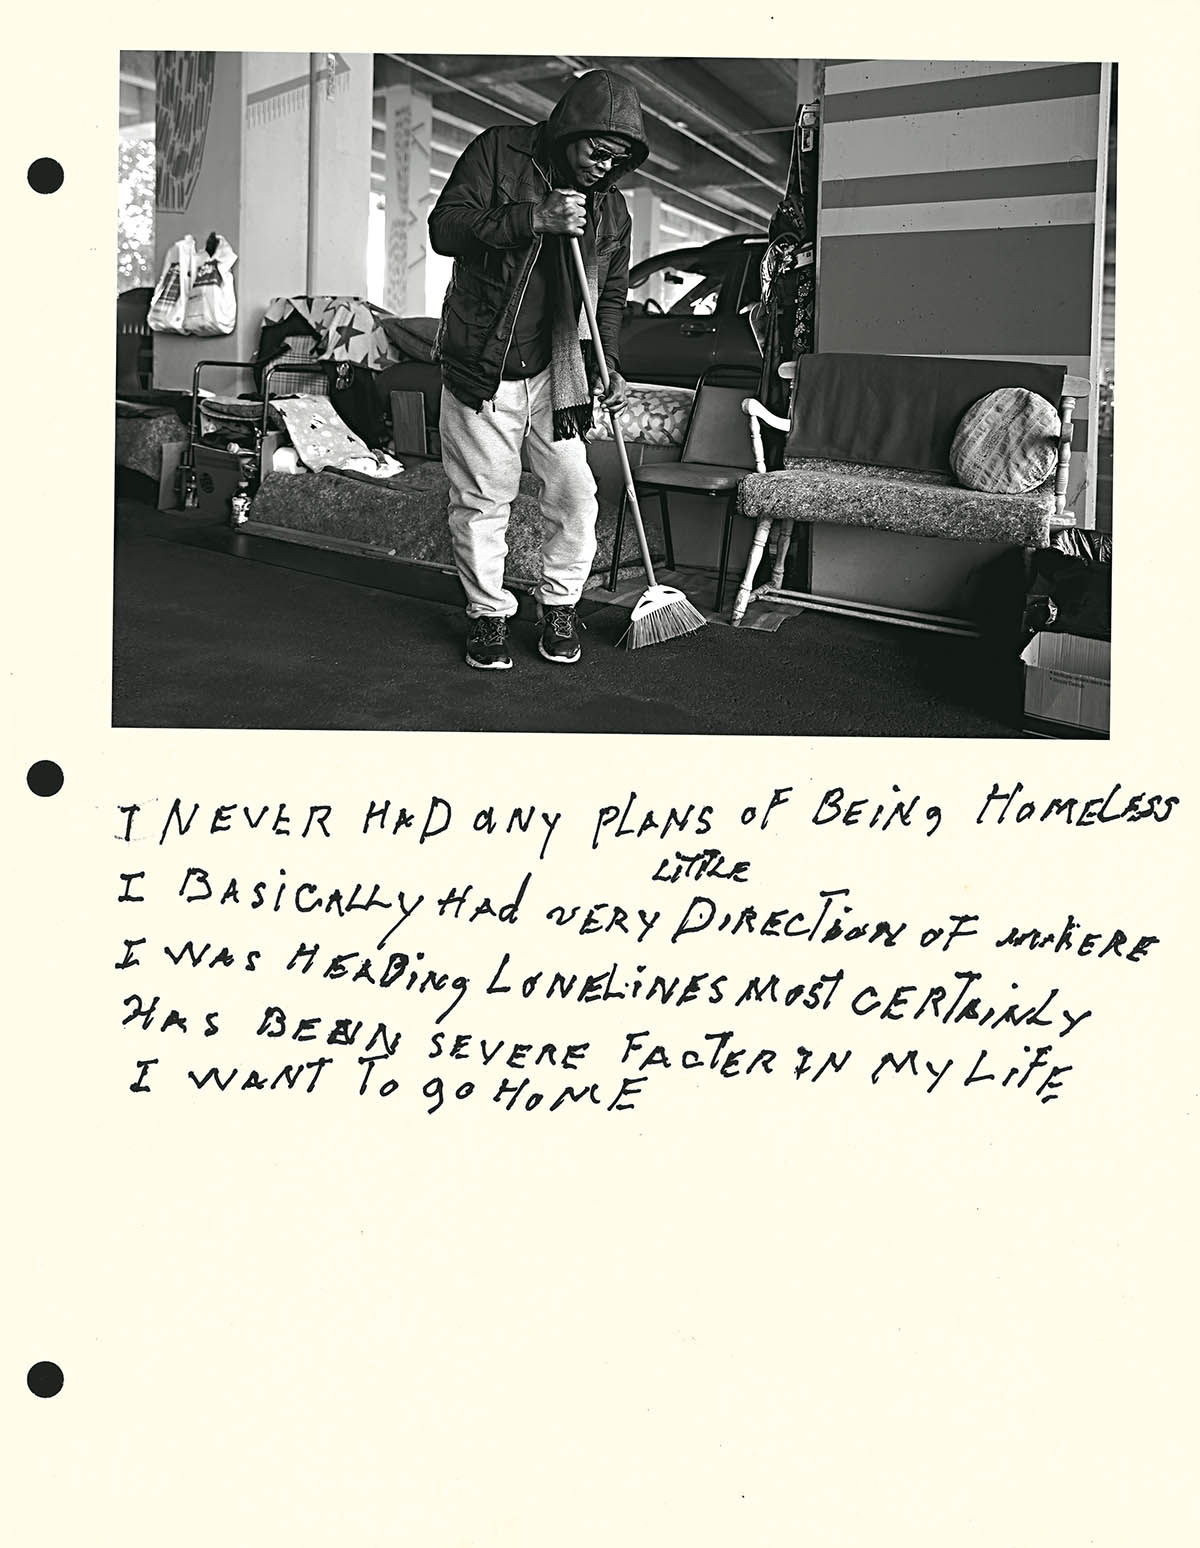 I NEVER HAD ANY PLANS OF BEING HOMELESS
LITTLE
I BASICALLY HAD VERY DIRECTION OF WHERE
I WAS HEADING LONELINES MOST CERTAINLY
HAS BEEN SEVERE FACTER IN MY LIFE
I WANT TO GO HOME